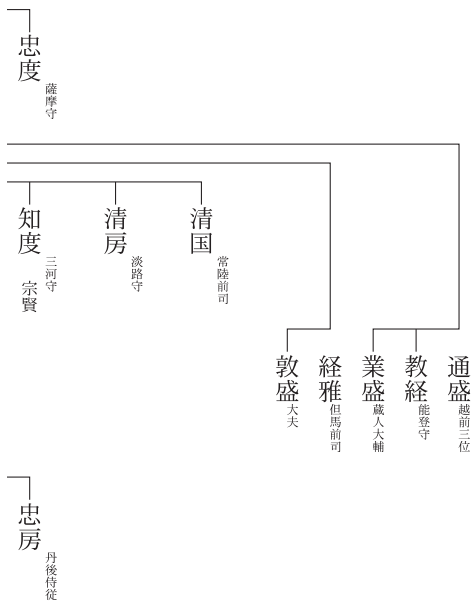 忠度
薩摩守
清国
常陸前司
清房
淡路守
知度
三河守
宗賢
通盛
越前三位
教経
能登守
業盛
蔵人大輔
経雅
但馬前司
敦盛
大夫
忠房
丹後侍従